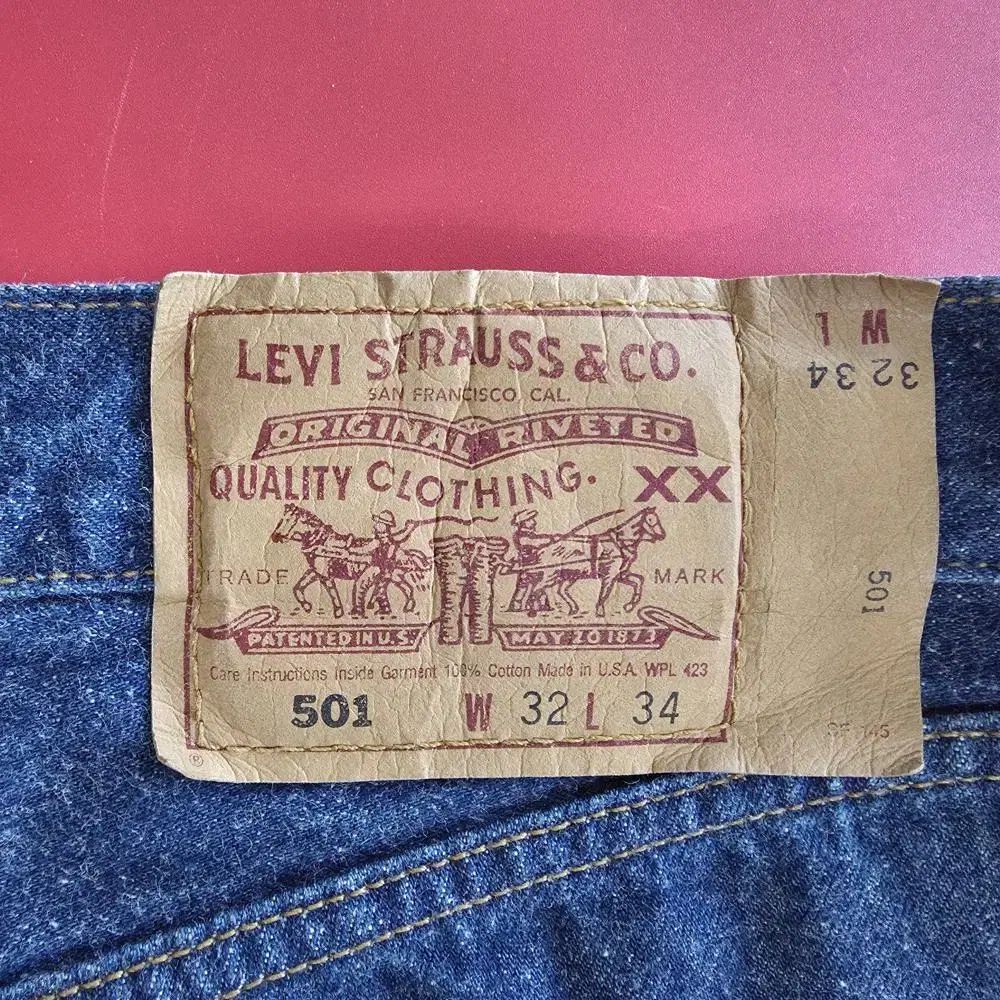 LEVI STRAUSS & CO.
SAN FRANCISCO, CAL.
ORIGINAL RIVETED
QUALITY CLOTHING. XX
TRADE MARK
PATENTED IN U.S. MAY 20 1873
Care Instructions Inside Garment 100% Cotton Made in U.S.A. WPL 423
501 W 32 L 34
®
W L
32 34
501